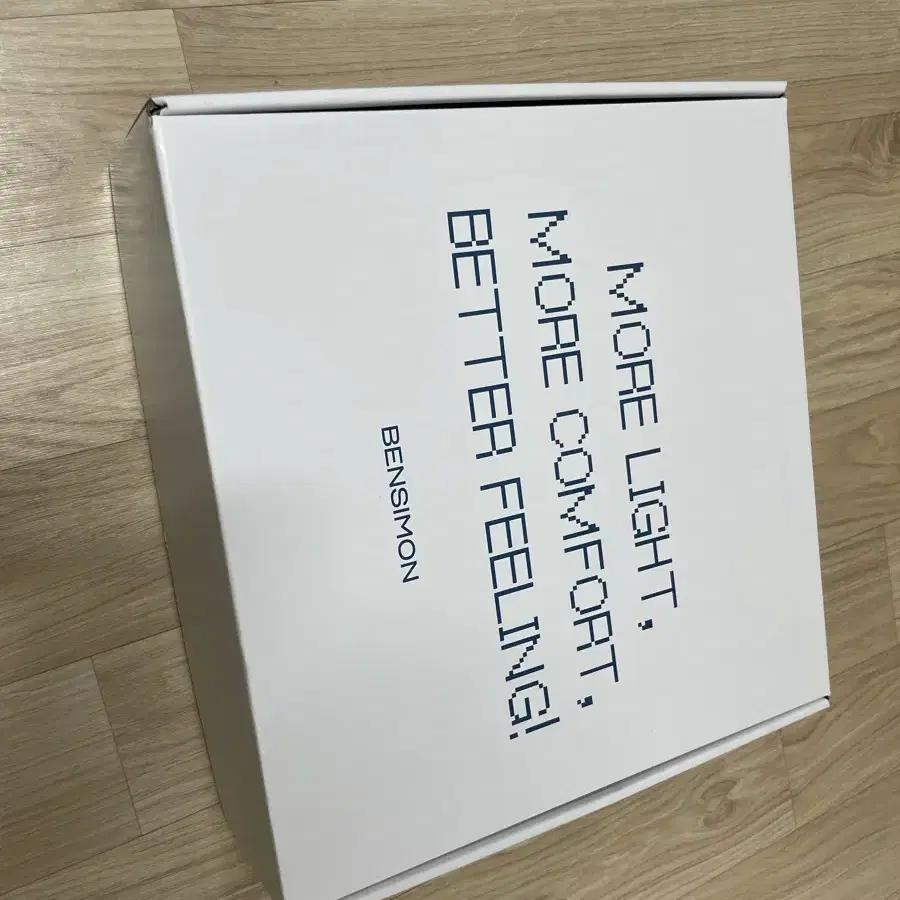 MORE LIGHT,
MORE COMFORT,
BETTER FEELING!
BENSIMON